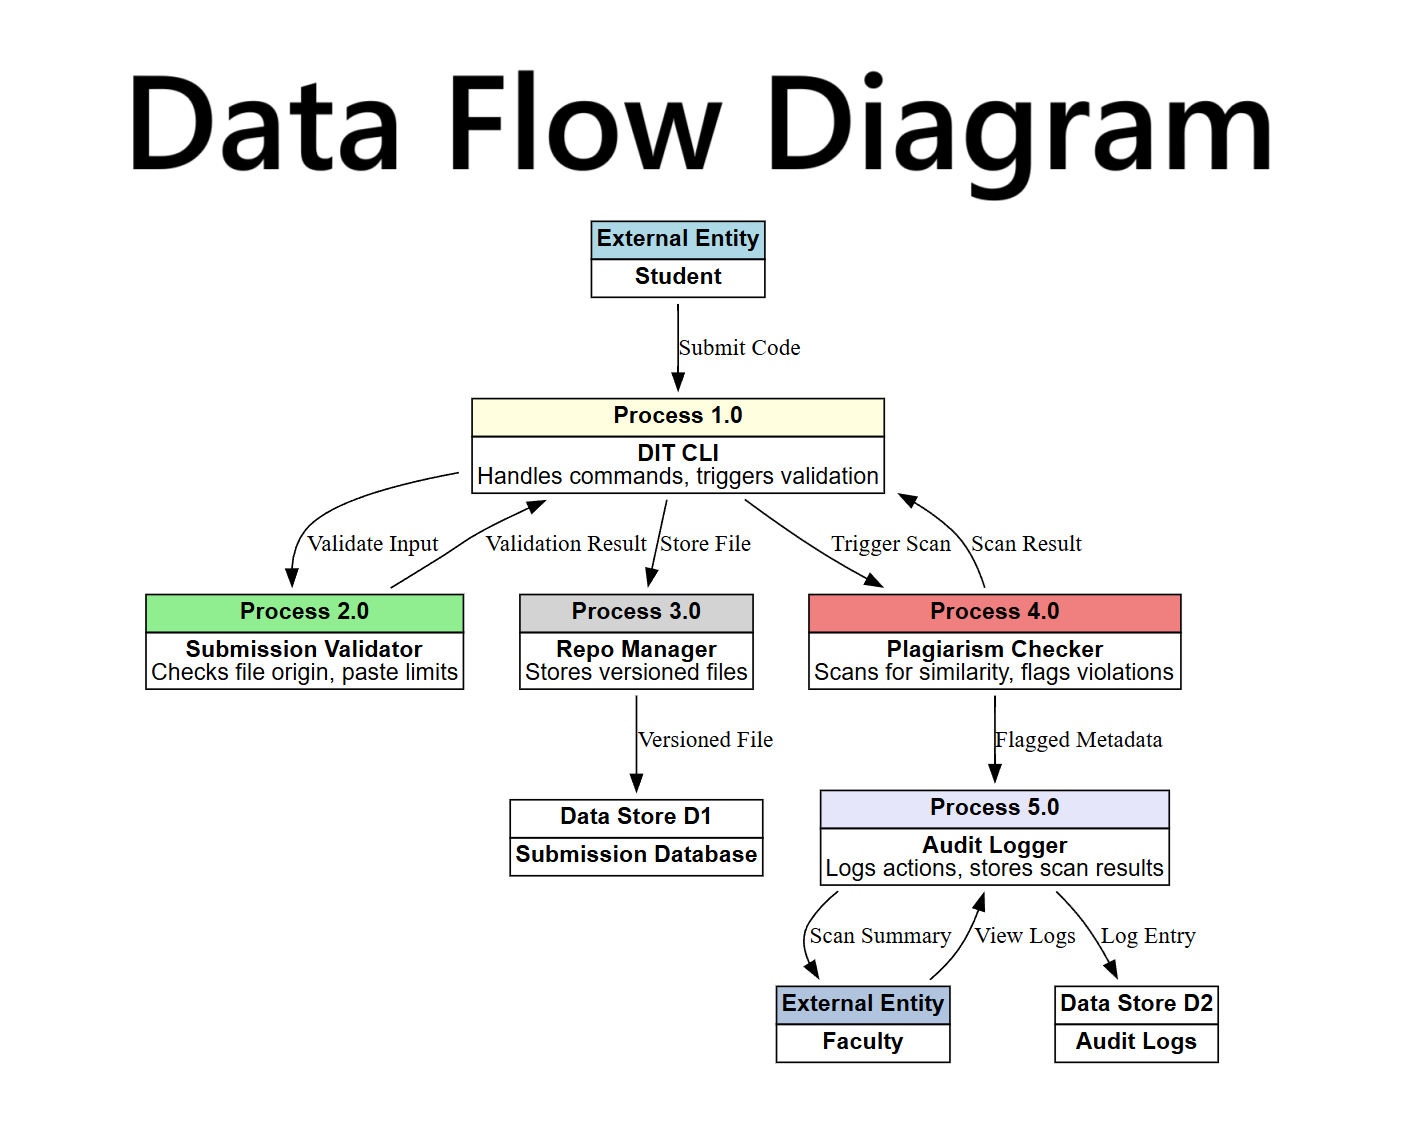 Data Flow Diagram
External Entity
Student
Submit Code
Process 1.0
DIT CLI
Handles commands, triggers validation
Validate Input
Validation Result
Store File
Trigger Scan
Scan Result
Process 2.0
Submission Validator
Checks file origin, paste limits
Process 3.0
Repo Manager
Stores versioned files
Process 4.0
Plagiarism Checker
Scans for similarity, flags violations
Versioned File
Flagged Metadata
Data Store D1
Submission Database
Process 5.0
Audit Logger
Logs actions, stores scan results
Scan Summary
View Logs
Log Entry
External Entity
Faculty
Data Store D2
Audit Logs